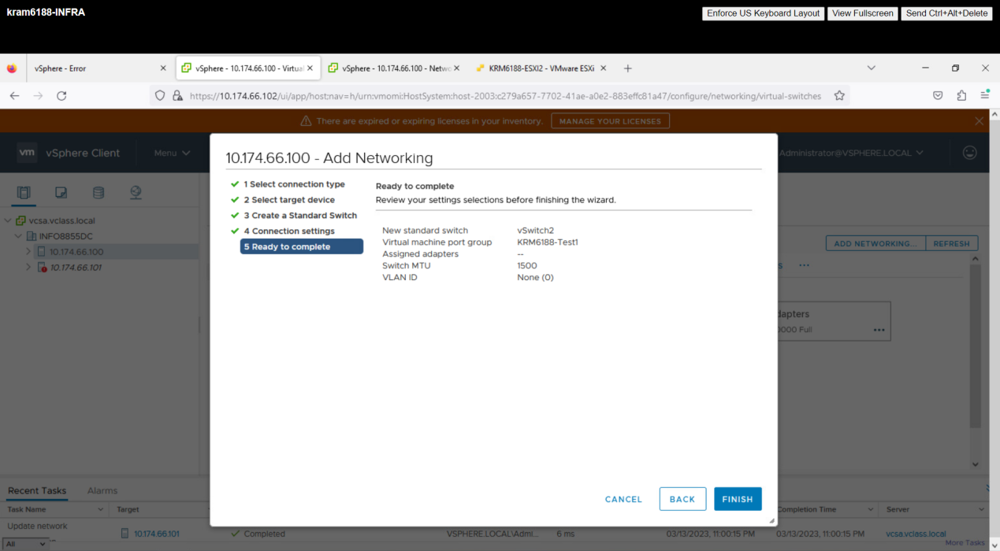 kram6188-INFRA
Enforce US Keyboard Layout View Fullscreen Send Ctrl+Alt+Delete
vSphere - Error
vSphere - 10.174.66.100 - Virtual
vSphere - 10.174.66.100 - Netwo
KRM6188-ESXI2 - VMware ESXi
https://10.174.66.102/ui/app/host;nav=h/urn:vmomi:HostSystem:host-2003:c279a657-7702-41ae-a0e2-883effc81a47/configure/networking/virtual-switches
There are expired or expiring licenses in your inventory. MANAGE YOUR LICENSES
vm vSphere Client Menu
Administrator@VSPHERE.LOCAL
vcsa.vclass.local
INFO8855DC
10.174.66.100
10.174.66.101
10.174.66.100 - Add Networking
1 Select connection type
2 Select target device
3 Create a Standard Switch
4 Connection settings
5 Ready to complete
Ready to complete
Review your settings selections before finishing the wizard.
New standard switch vSwitch2
Virtual machine port group KRM6188-Test1
Assigned adapters --
Switch MTU 1500
VLAN ID None (0)
CANCEL BACK FINISH
ADD NETWORKING... REFRESH
s ...
dapters
0000 Full ...
Recent Tasks Alarms
Task Name Target Completion Time Server
Update network
10.174.66.101 Completed VSPHERE.LOCAL\Admi... 6 ms 03/13/2023, 11:00:15 PM 03/13/2023, 11:00:15 PM vcsa.vclass.local
All
More Tasks